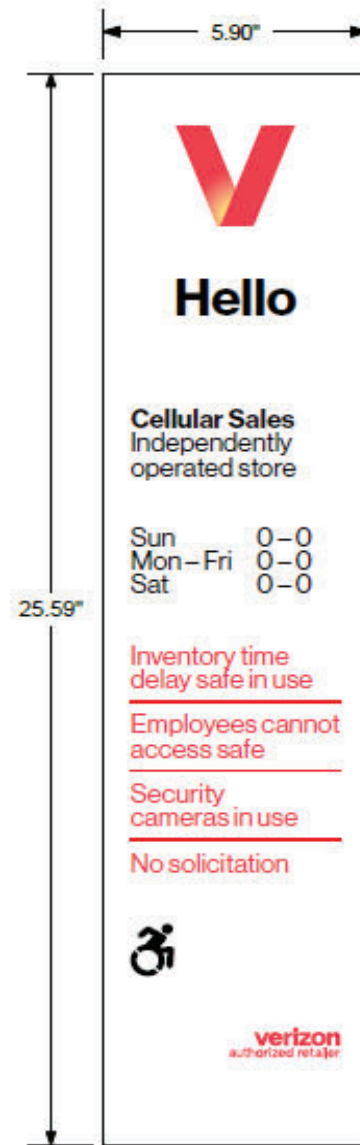 5.90"
Hello
Cellular Sales
Independently
operated store
Sun 0–0
Mon–Fri 0–0
Sat 0–0
25.59"
Inventory time
delay safe in use
Employees cannot
access safe
Security
cameras in use
No solicitation
verizon
authorized retailer